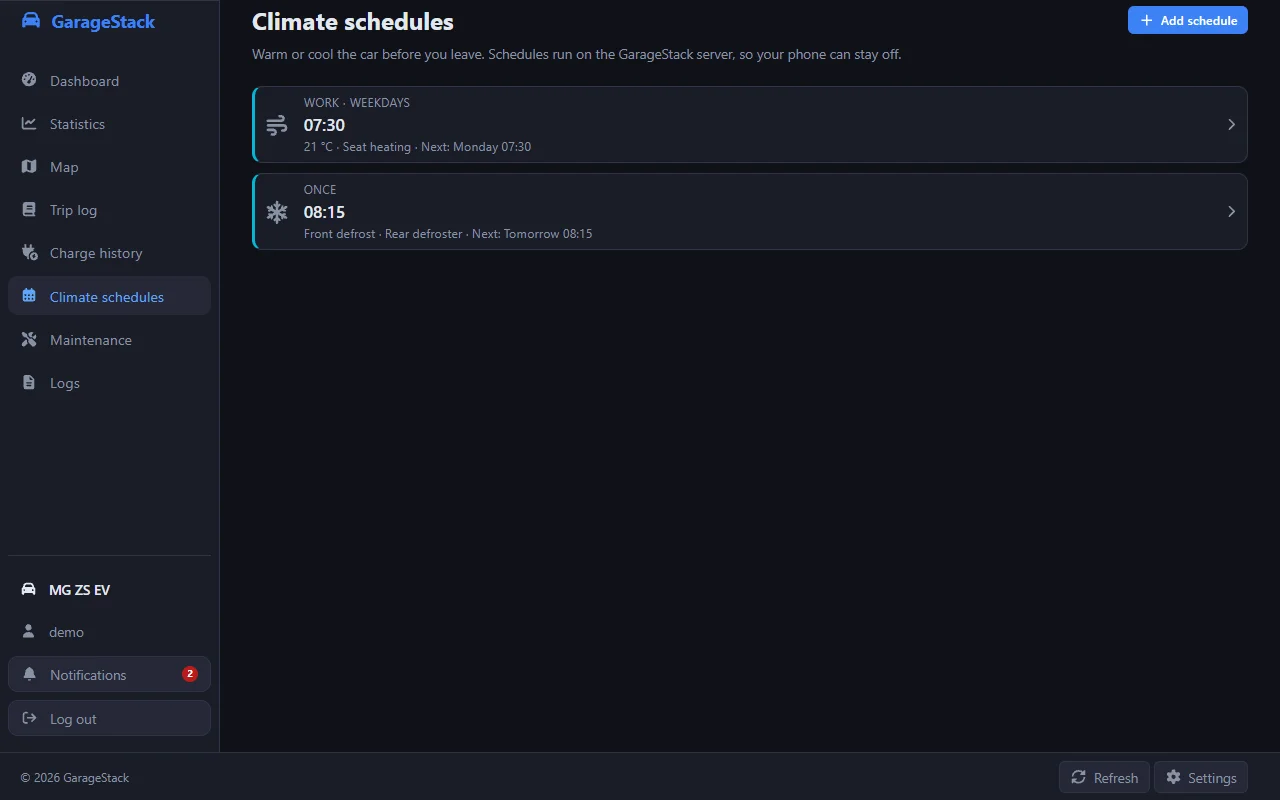 GarageStack
Dashboard
Statistics
Map
Trip log
Charge history
Climate schedules
Maintenance
Logs
MG ZS EV
demo
Notifications 2
Log out
Climate schedules
Add schedule
Warm or cool the car before you leave. Schedules run on the GarageStack server, so your phone can stay off.
WORK · WEEKDAYS
07:30
21 °C · Seat heating · Next: Monday 07:30
ONCE
08:15
Front defrost · Rear defroster · Next: Tomorrow 08:15
© 2026 GarageStack
Refresh
Settings